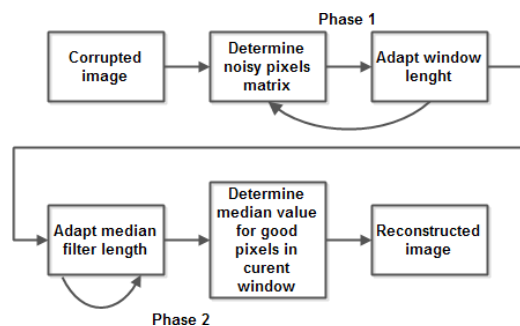 Phase 1
Corrupted
image
Determine
noisy pixels
matrix
Adapt window
lenght
Adapt median
filter length
Determine
median value
for good
pixels in
curent
window
Reconstructed
image
Phase 2